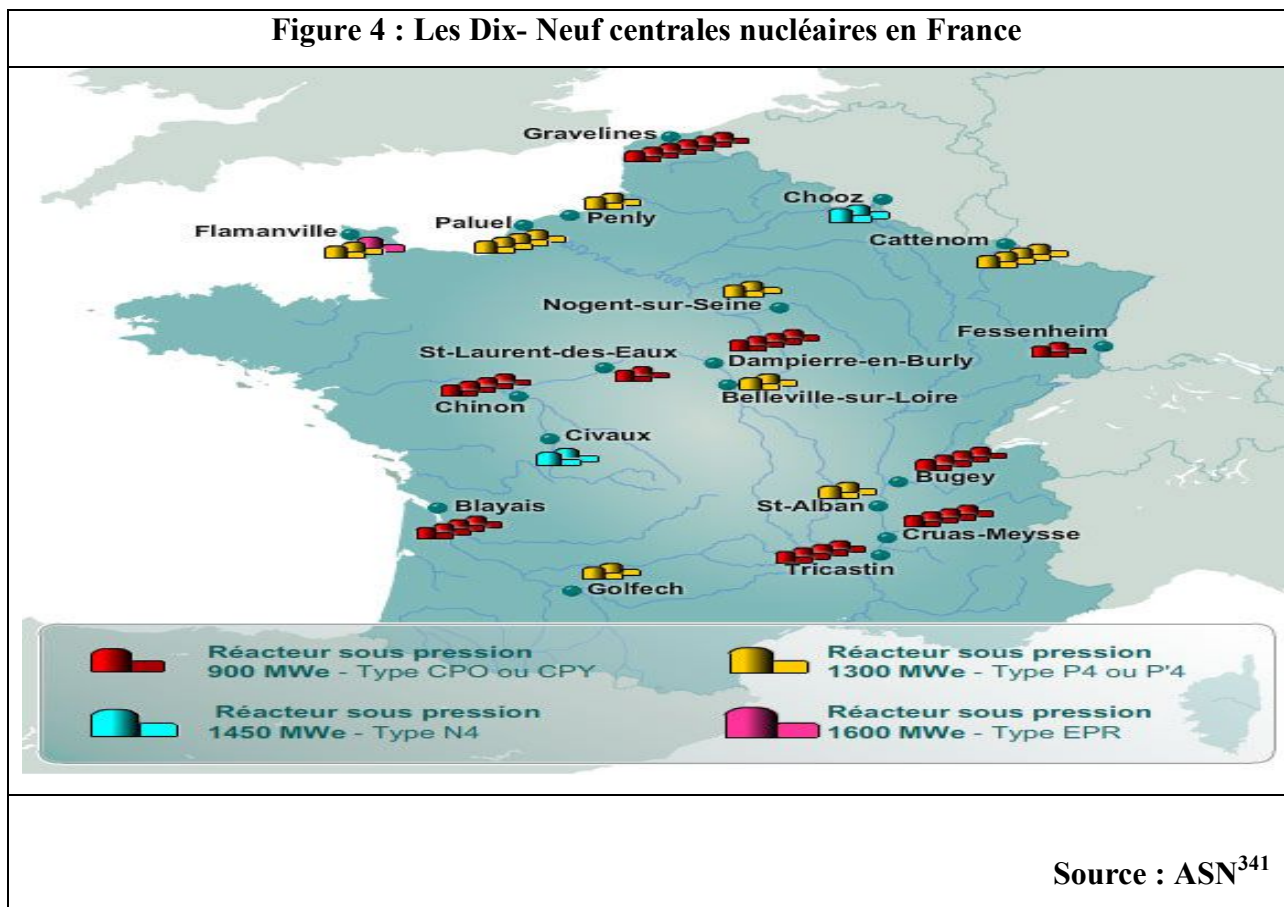 Figure 4 : Les Dix- Neuf centrales nucléaires en France
Gravelines
Chooz
Penly
Paluel
Flamanville
Cattenom
Nogent-sur-Seine
Fessenheim
St-Laurent-des-Eaux
Dampierre-en-Burly
Belleville-sur-Loire
Chinon
Civaux
Bugey
Blayais
St-Alban
Cruas-Meysse
Tricastin
Golfech
Réacteur sous pression
900 MWe - Type CPO ou CPY
Réacteur sous pression
1300 MWe - Type P4 ou P'4
Réacteur sous pression
1450 MWe - Type N4
Réacteur sous pression
1600 MWe - Type EPR
Source : ASN341